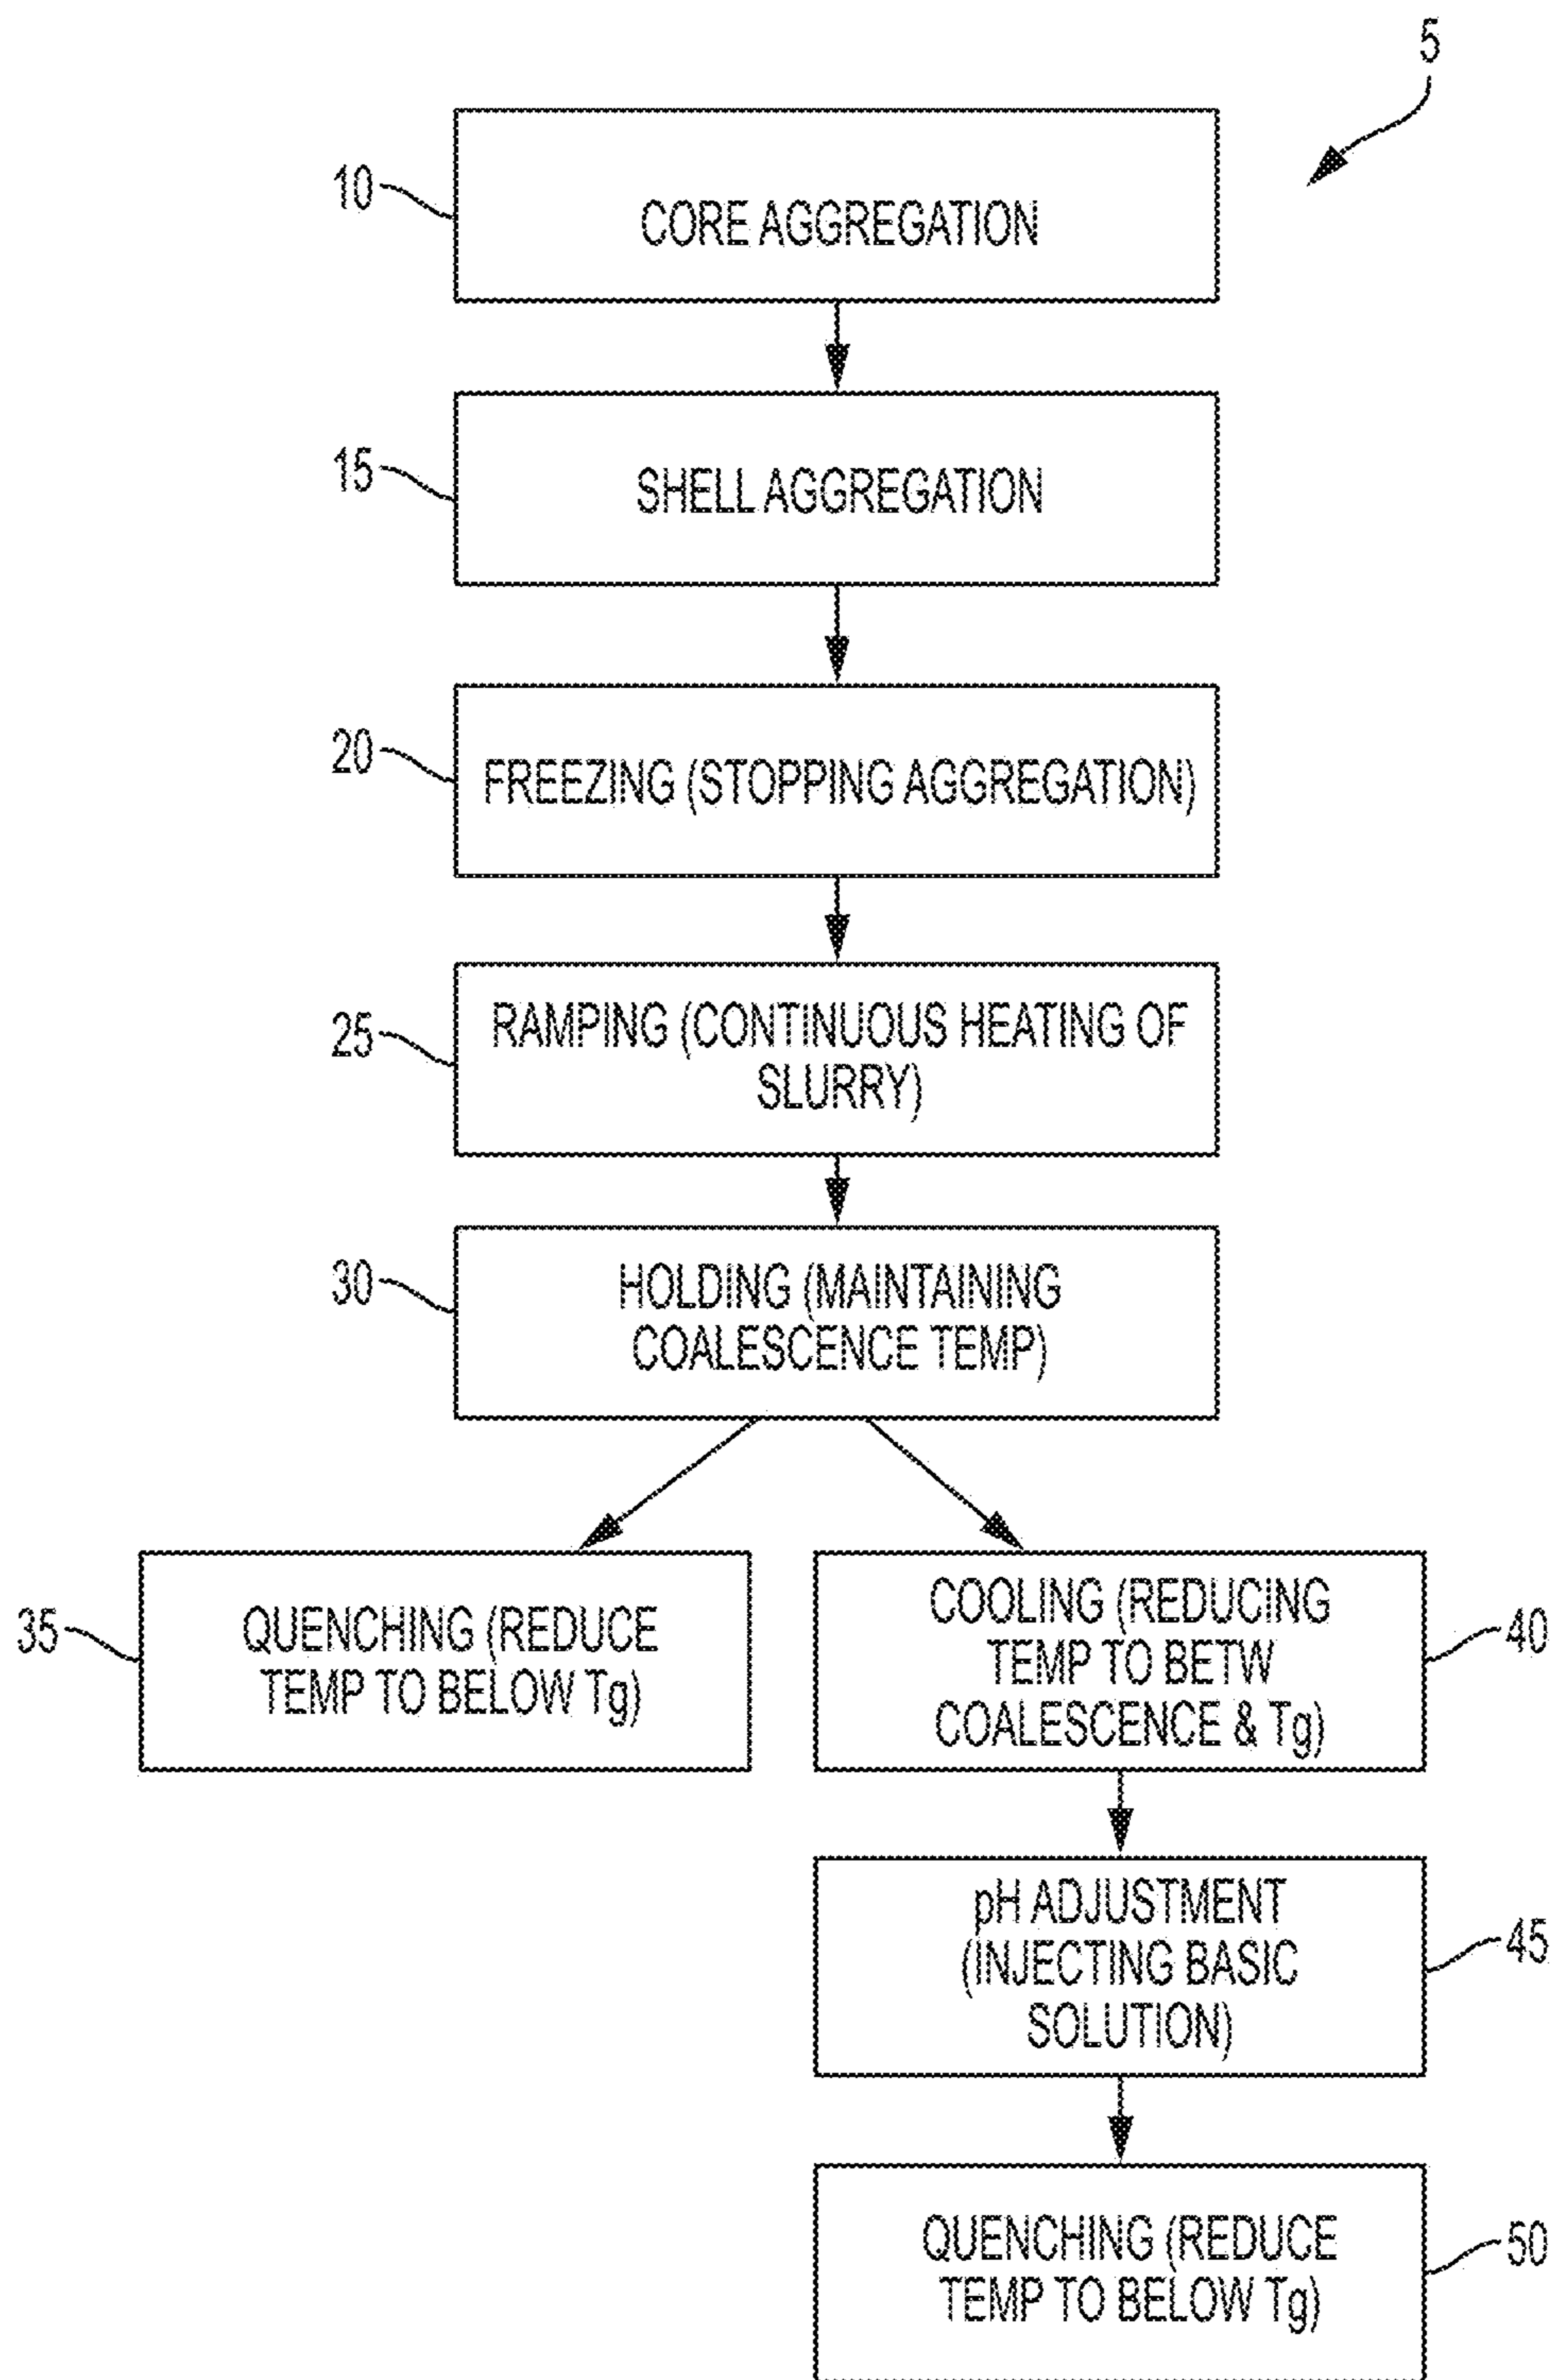 5
10
CORE AGGREGATION
15
SHELL AGGREGATION
20
FREEZING (STOPPING AGGREGATION)
25
RAMPING (CONTINUOUS HEATING OF
SLURRY)
30
HOLDING (MAINTAINING
COALESCENCE TEMP)
35
QUENCHING (REDUCE
TEMP TO BELOW Tg)
COOLING (REDUCING
TEMP TO BETW
COALESCENCE & Tg)
40
pH ADJUSTMENT
(INJECTING BASIC
SOLUTION)
45
QUENCHING (REDUCE
TEMP TO BELOW Tg)
50